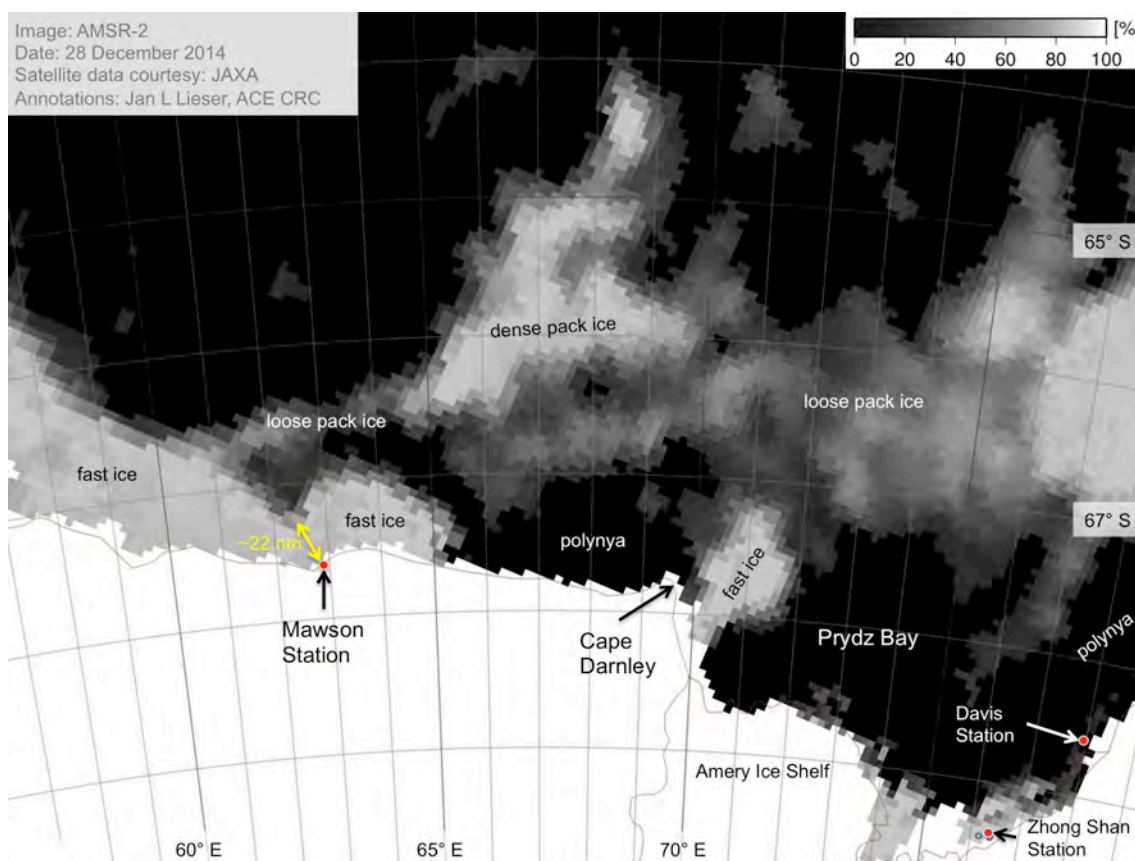 Image: AMSR-2
Date: 28 December 2014
Satellite data courtesy: JAXA
Annotations: Jan L Lieser, ACE CRC
[%
0 20 40 60 80 100
65° S
dense pack ice
loose pack ice
loose pack ice
fast ice
fast ice
67° S
~22 nm
polynya
fast ice
Mawson
Station
Cape
Darnley
Prydz Bay
polynya
Davis
Station
Amery Ice Shelf
Zhong Shan
Station
60° E
65° E
70° E